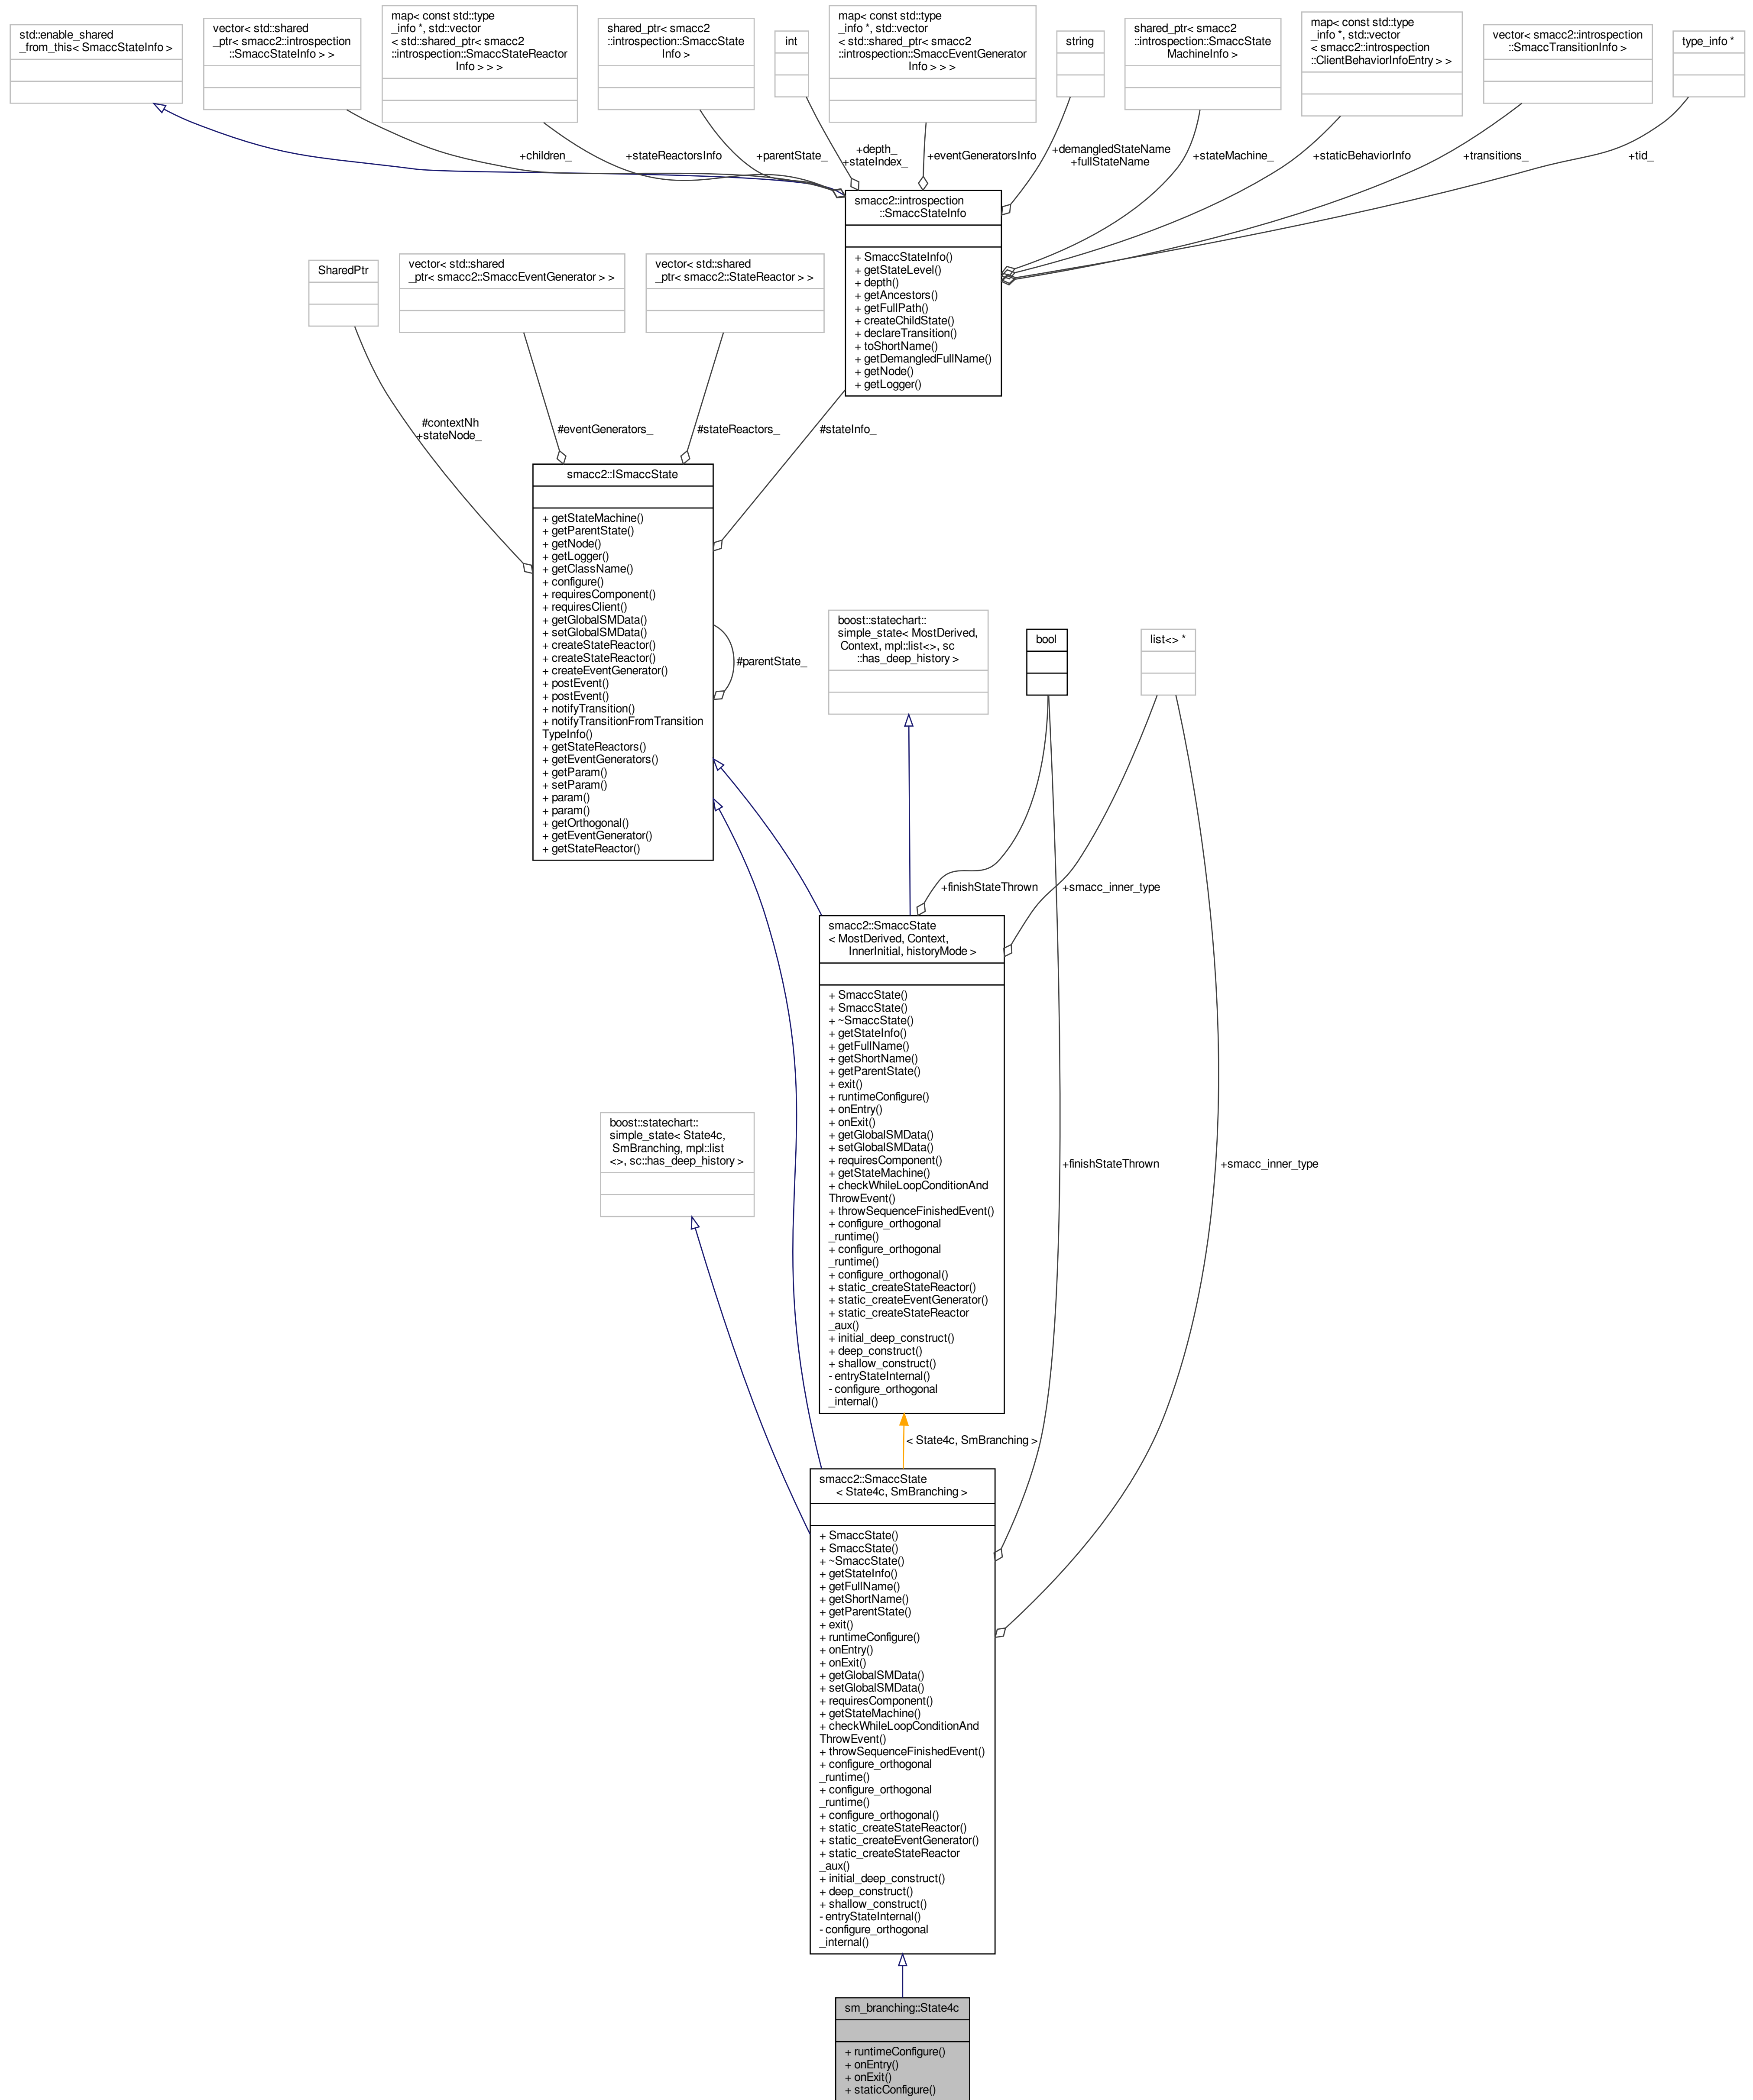 std::enable_shared
_from_this< SmaccStateInfo >
vector< std::shared
_ptr< smacc2::introspection
::SmaccStateInfo > >
map< const std::type
_info *, std::vector
< std::shared_ptr< smacc2
::introspection::SmaccStateReactor
Info > > >
shared_ptr< smacc2
::introspection::SmaccState
Info >
int
map< const std::type
_info *, std::vector
< std::shared_ptr< smacc2
::introspection::SmaccEventGenerator
Info > > >
string
shared_ptr< smacc2
::introspection::SmaccState
MachineInfo >
map< const std::type
_info *, std::vector
< smacc2::introspection
::ClientBehaviorInfoEntry > >
vector< smacc2::introspection
::SmaccTransitionInfo >
type_info *
+children_
+stateReactorsInfo
+parentState_
+depth_
+stateIndex_
+eventGeneratorsInfo
+demangledStateName
+fullStateName
+stateMachine_
+staticBehaviorInfo
+transitions_
+tid_
smacc2::introspection
::SmaccStateInfo
+ SmaccStateInfo()
+ getStateLevel()
+ depth()
+ getAncestors()
+ getFullPath()
+ createChildState()
+ declareTransition()
+ toShortName()
+ getDemangledFullName()
+ getNode()
+ getLogger()
SharedPtr
vector< std::shared
_ptr< smacc2::SmaccEventGenerator > >
vector< std::shared
_ptr< smacc2::StateReactor > >
#contextNh
+stateNode_
#eventGenerators_
#stateReactors_
#stateInfo_
smacc2::ISmaccState
+ getStateMachine()
+ getParentState()
+ getNode()
+ getLogger()
+ getClassName()
+ configure()
+ requiresComponent()
+ requiresClient()
+ getGlobalSMData()
+ setGlobalSMData()
+ createStateReactor()
+ createStateReactor()
+ createEventGenerator()
+ postEvent()
+ postEvent()
+ notifyTransition()
+ notifyTransitionFromTransition
TypeInfo()
+ getStateReactors()
+ getEventGenerators()
+ getParam()
+ setParam()
+ param()
+ param()
+ getOrthogonal()
+ getEventGenerator()
+ getStateReactor()
#parentState_
boost::statechart::
simple_state< MostDerived,
Context, mpl::list<>, sc
::has_deep_history >
bool
list<> *
+finishStateThrown
+smacc_inner_type
smacc2::SmaccState
< MostDerived, Context,
InnerInitial, historyMode >
+ SmaccState()
+ SmaccState()
+ ~SmaccState()
+ getStateInfo()
+ getFullName()
+ getShortName()
+ getParentState()
+ exit()
+ runtimeConfigure()
+ onEntry()
+ onExit()
+ getGlobalSMData()
+ setGlobalSMData()
+ requiresComponent()
+ getStateMachine()
+ checkWhileLoopConditionAnd
ThrowEvent()
+ throwSequenceFinishedEvent()
+ configure_orthogonal
_runtime()
+ configure_orthogonal
_runtime()
+ configure_orthogonal()
+ static_createStateReactor()
+ static_createEventGenerator()
+ static_createStateReactor
_aux()
+ initial_deep_construct()
+ deep_construct()
+ shallow_construct()
- entryStateInternal()
- configure_orthogonal
_internal()
boost::statechart::
simple_state< State4c,
SmBranching, mpl::list
<>, sc::has_deep_history >
+finishStateThrown
+smacc_inner_type
< State4c, SmBranching >
smacc2::SmaccState
< State4c, SmBranching >
+ SmaccState()
+ SmaccState()
+ ~SmaccState()
+ getStateInfo()
+ getFullName()
+ getShortName()
+ getParentState()
+ exit()
+ runtimeConfigure()
+ onEntry()
+ onExit()
+ getGlobalSMData()
+ setGlobalSMData()
+ requiresComponent()
+ getStateMachine()
+ checkWhileLoopConditionAnd
ThrowEvent()
+ throwSequenceFinishedEvent()
+ configure_orthogonal
_runtime()
+ configure_orthogonal
_runtime()
+ configure_orthogonal()
+ static_createStateReactor()
+ static_createEventGenerator()
+ static_createStateReactor
_aux()
+ initial_deep_construct()
+ deep_construct()
+ shallow_construct()
- entryStateInternal()
- configure_orthogonal
_internal()
sm_branching::State4c
+ runtimeConfigure()
+ onEntry()
+ onExit()
+ staticConfigure()